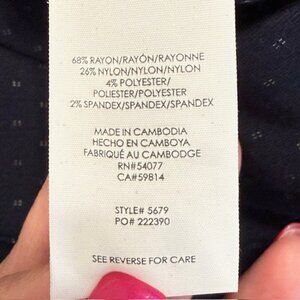 68% RAYON/RAYÓN/RAYONNE
26% NYLON/NYLON/NYLON
4% POLYESTER/
POLIESTER/POLYESTER
2% SPANDEX/SPANDEX/SPANDEX
MADE IN CAMBODIA
HECHO EN CAMBOYA
FABRIQUÉ AU CAMBODGE
RN#54077
CA#59814
STYLE# 5679
PO# 222390
SEE REVERSE FOR CARE